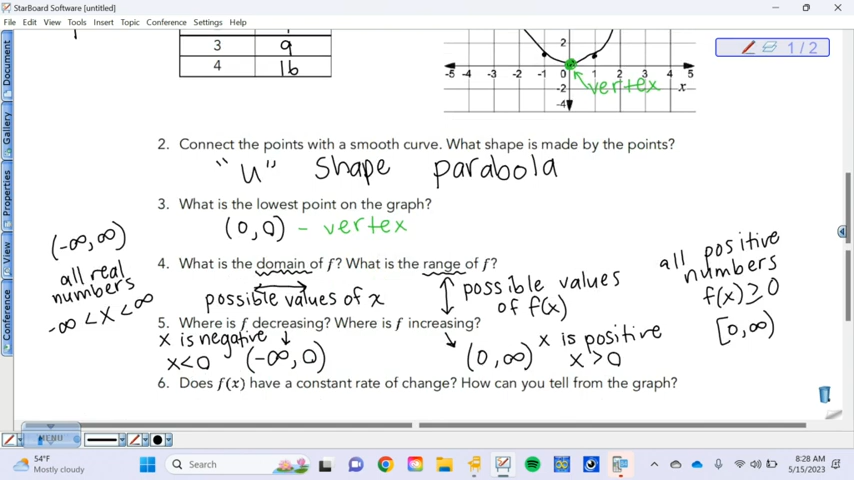 StarBoard Software [untitled]
File Edit View Tools Insert Topic Conference Settings Help
Document
Gallery
Properties
View
Conference
1 / 2
3 9
4 16
2
-5 -4 -3 -2 -1 0 1 2 3 4 5
-2
-4
x
vertex
2. Connect the points with a smooth curve. What shape is made by the points?
"U" shape parabola
3. What is the lowest point on the graph?
(0,0) - vertex
4. What is the domain of f? What is the range of f?
(-∞,∞)
all real
numbers
-∞ < x < ∞
possible values of x
possible values
of f(x)
all positive
numbers
f(x) ≥ 0
[0,∞)
5. Where is f decreasing? Where is f increasing?
x is negative
x<0 (-∞,0)
(0,∞) x is positive
x > 0
6. Does f(x) have a constant rate of change? How can you tell from the graph?
MENU
54°F
Mostly cloudy
Search
8:28 AM
5/15/2023